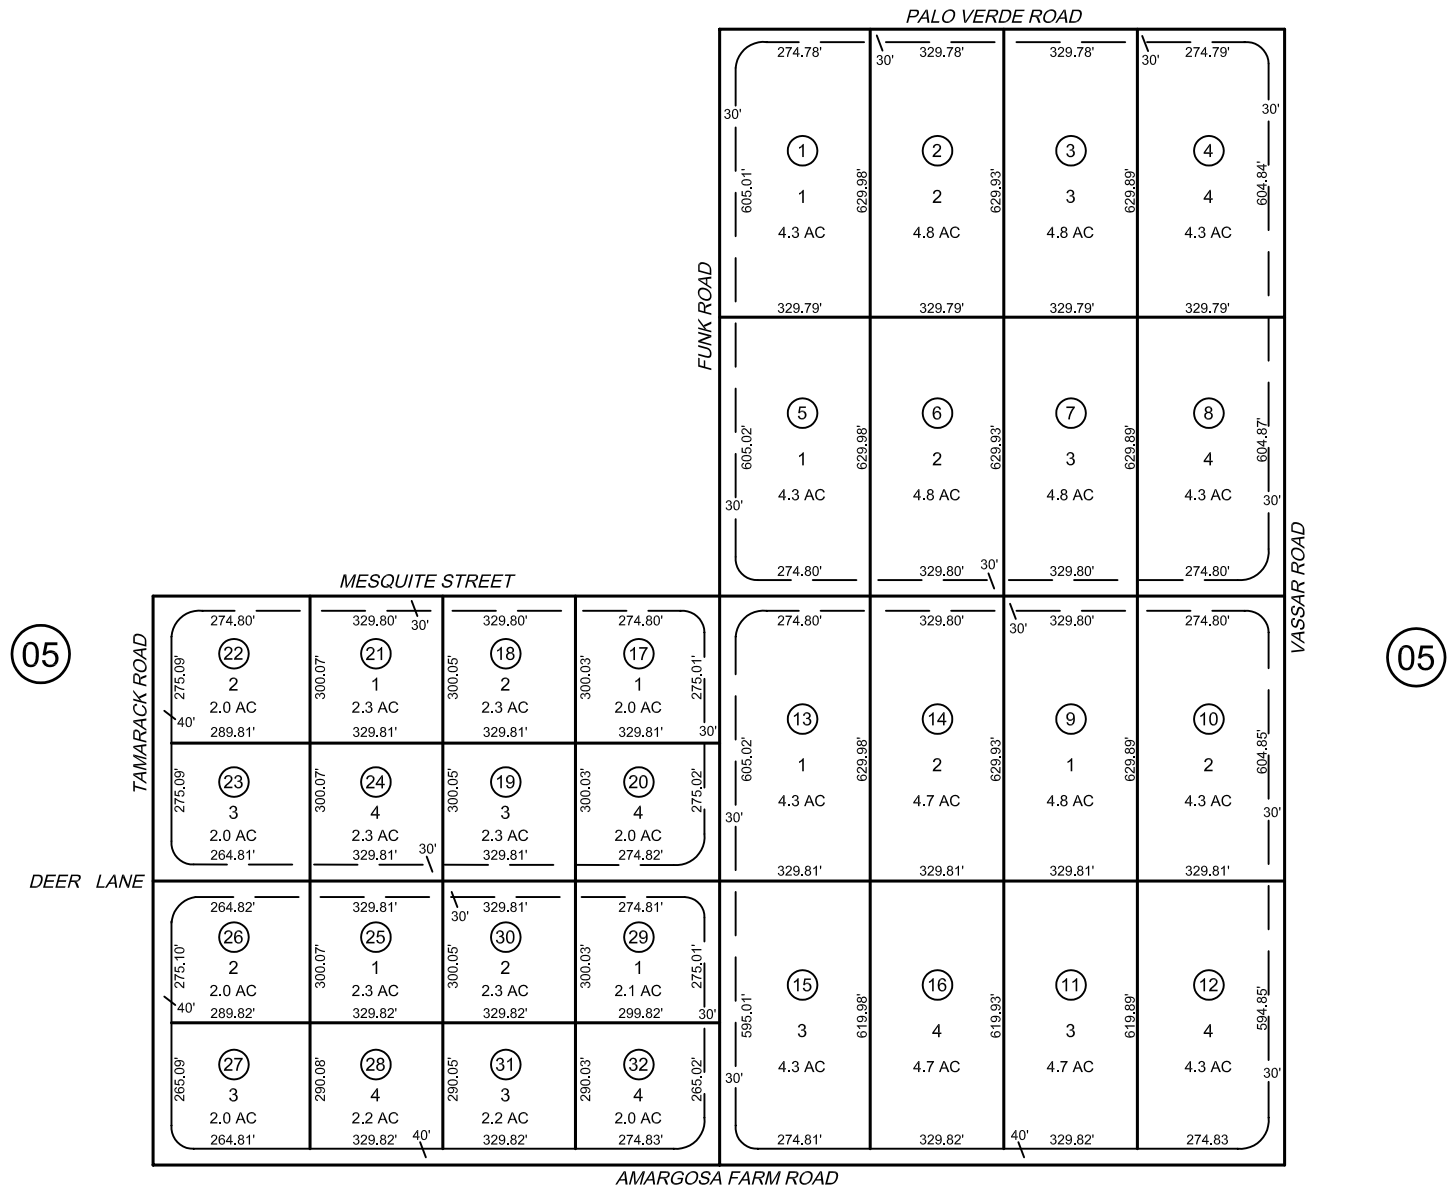 PALO VERDE ROAD
274.78' 30' 329.78' 329.78' 30' 274.79'
30' 30'
1 2 3 4
605.01' 629.98' 629.93' 629.89' 604.84'
1 2 3 4
4.3 AC 4.8 AC 4.8 AC 4.3 AC
329.79' 329.79' 329.79' 329.79'
FUNK ROAD
5 6 7 8
605.02' 629.98' 629.93' 629.89' 604.87'
1 2 3 4
4.3 AC 4.8 AC 4.8 AC 4.3 AC
30' 30'
274.80' 329.80' 30' 329.80' 274.80'
VASSAR ROAD
MESQUITE STREET
274.80' 329.80' 30' 329.80' 274.80' 274.80' 329.80' 30' 329.80' 274.80'
05 05
TAMARACK ROAD
22 21 18 17
275.09' 300.07' 300.05' 300.03' 275.01'
2 1 2 1
2.0 AC 2.3 AC 2.3 AC 2.0 AC
40' 30'
289.81' 329.81' 329.81' 329.81'
13 14 9 10
605.02' 629.98' 629.93' 629.89' 604.85'
1 2 1 2
4.3 AC 4.7 AC 4.8 AC 4.3 AC
30' 30'
23 24 19 20
275.09' 300.07' 300.05' 300.03' 275.02'
3 4 3 4
2.0 AC 2.3 AC 2.3 AC 2.0 AC
264.81' 329.81' 30' 329.81' 274.82' 329.81' 329.81' 329.81' 329.81'
DEER LANE
264.82' 329.81' 30' 329.81' 274.81'
26 25 30 29
275.10' 300.07' 300.05' 300.03' 275.01'
2 1 2 1
2.0 AC 2.3 AC 2.3 AC 2.1 AC
40' 30'
289.82' 329.82' 329.82' 299.82'
15 16 11 12
595.01' 619.98' 619.93' 619.89' 594.85'
3 4 3 4
4.3 AC 4.7 AC 4.7 AC 4.3 AC
30' 30'
27 28 31 32
265.09' 290.08' 290.05' 290.03' 265.02'
3 4 3 4
2.0 AC 2.2 AC 2.2 AC 2.0 AC
264.81' 329.82' 40' 329.82' 274.83' 274.81' 329.82' 40' 329.82' 274.83
AMARGOSA FARM ROAD